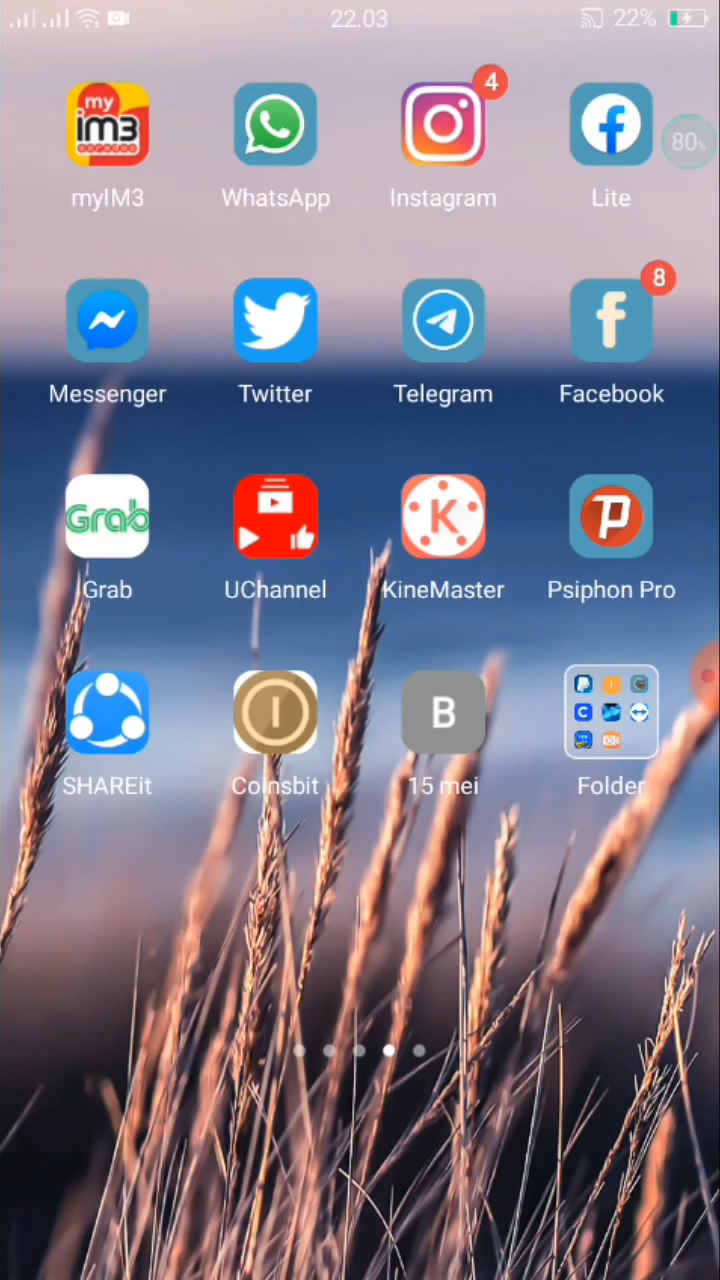 22.03
22%
my
im3
ooredoo
4
80%
myIM3
WhatsApp
Instagram
Lite
8
Messenger
Twitter
Telegram
Facebook
Grab
K
Grab
UChannel
KineMaster
Psiphon Pro
B
SHAREit
Coinsbit
15 mei
Folder